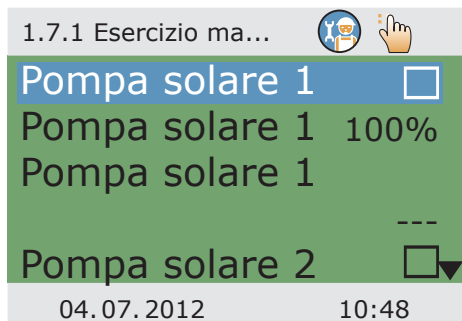 1.7.1 Esercizio ma...
Pompa solare 1
Pompa solare 1 100%
Pompa solare 1
---
Pompa solare 2
04.07.2012 10:48